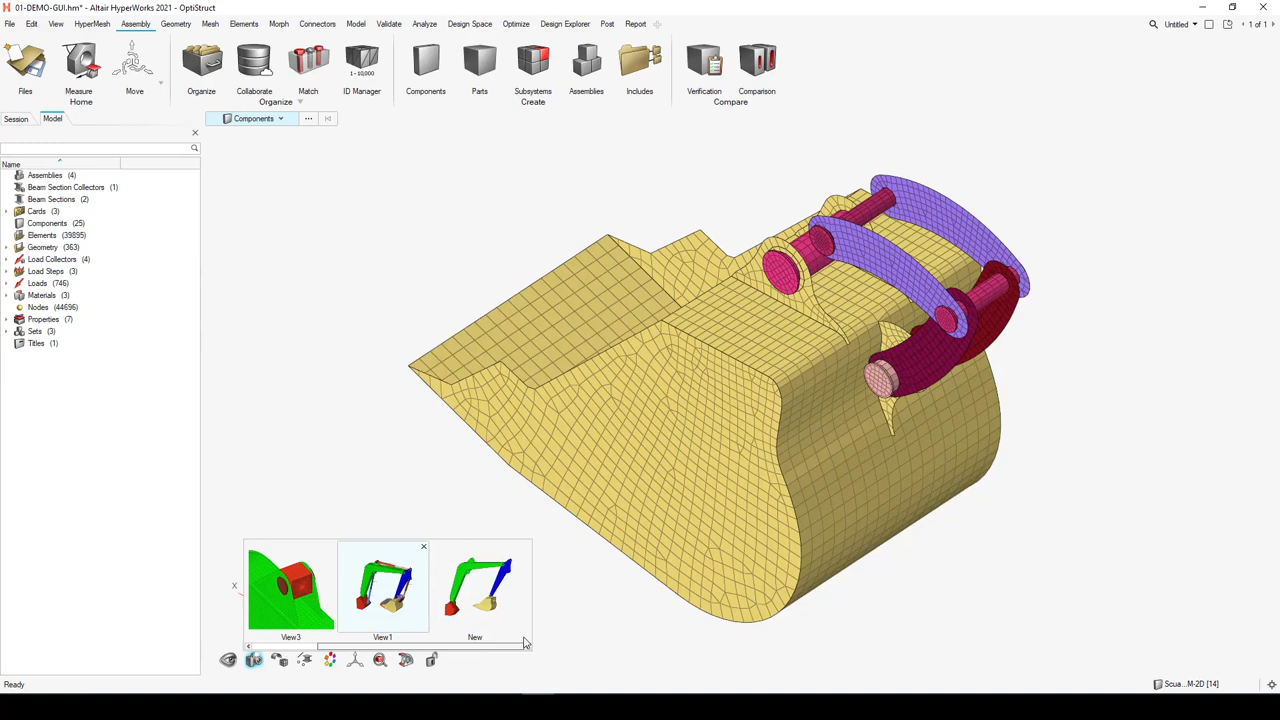 01-DEMO-GUI.hm* - Altair HyperWorks 2021 - OptiStruct
File Edit View HyperMesh Assembly Geometry Mesh Elements Morph Connectors Model Validate Analyze Design Space Optimize Design Explorer Post Report
Untitled 1 of 1
1-10,000
Files Measure Move Organize Collaborate Match ID Manager Components Parts Subsystems Assemblies Includes Verification Comparison
Home Organize Create Compare
Session Model
Components
Name
Assemblies (4)
Beam Section Collectors (1)
Beam Sections (2)
Cards (3)
Components (25)
Elements (39895)
Geometry (363)
Load Collectors (4)
Load Steps (3)
Loads (746)
Materials (3)
Nodes (44696)
Properties (7)
Sets (3)
Titles (1)
X
View3 View1 New
Ready
Scua...M-2D [14]